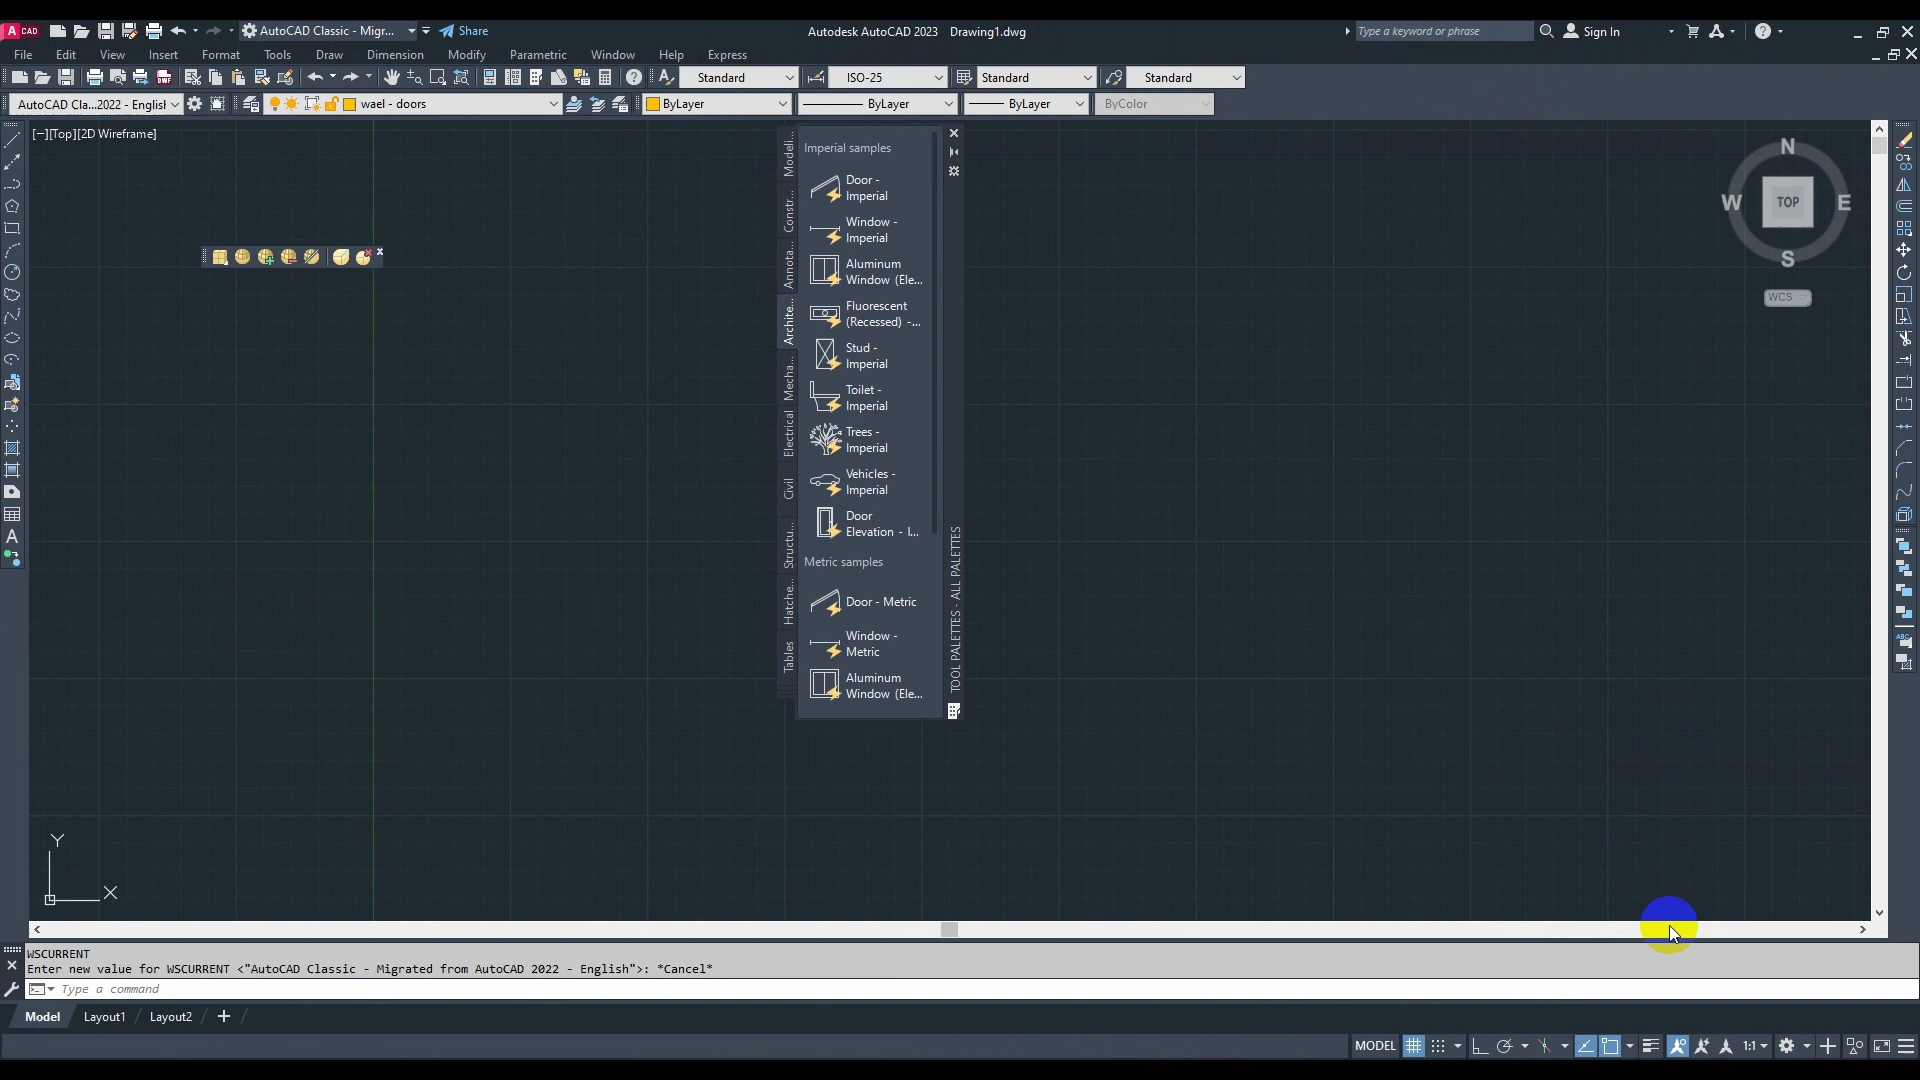 CAD
AutoCAD Classic - Migr...
Share
Autodesk AutoCAD 2023 Drawing1.dwg
Type a keyword or phrase
Sign In
File Edit View Insert Format Tools Draw Dimension Modify Parametric Window Help Express
Standard
ISO-25
Standard
Standard
AutoCAD Cla...2022 - English
wael - doors
ByLayer
ByLayer
ByLayer
ByColor
[−][Top][2D Wireframe]
Modeli...
Constr...
Annota...
Archite...
Mecha...
Electrical
Civil
Structu...
Hatche...
Tables
Imperial samples
Door -
Imperial
Window -
Imperial
Aluminum
Window (Ele...
Fluorescent
(Recessed) -...
Stud -
Imperial
Toilet -
Imperial
Trees -
Imperial
Vehicles -
Imperial
Door
Elevation - I...
Metric samples
Door - Metric
Window -
Metric
Aluminum
Window (Ele...
TOOL PALETTES - ALL PALETTES
N
W
TOP
E
S
WCS
A
ABC
Y
X
WSCURRENT
Enter new value for WSCURRENT <"AutoCAD Classic - Migrated from AutoCAD 2022 - English">: *Cancel*
Type a command
Model Layout1 Layout2
MODEL
1:1